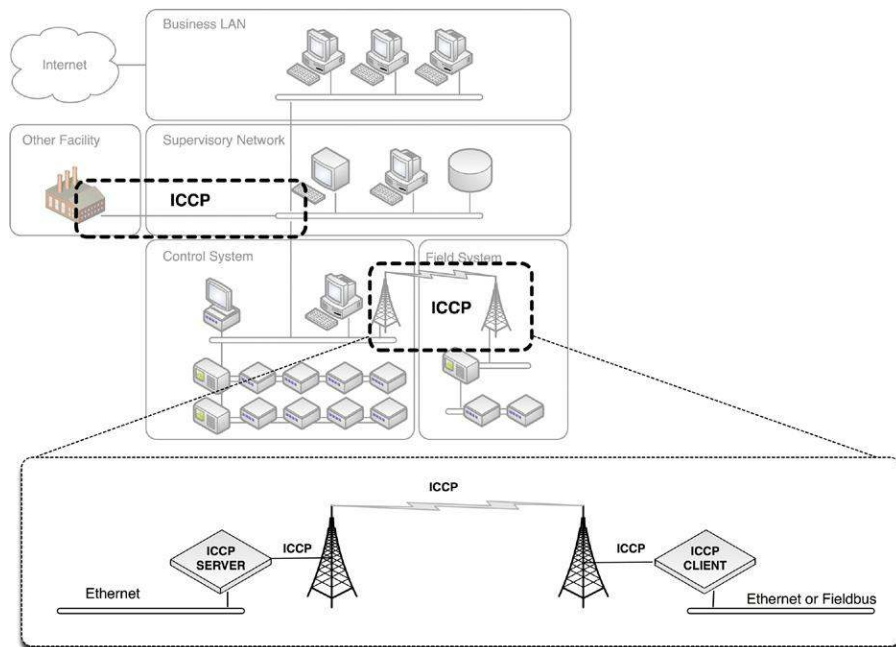 Business LAN
Internet
Other Facility
Supervisory Network
ICCP
Control System
Field System
ICCP
ICCP
ICCP
SERVER
ICCP
ICCP
ICCP
CLIENT
Ethernet
Ethernet or Fieldbus